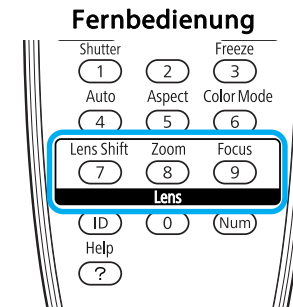 Fernbedienung
Shutter Freeze
1 2 3
Auto Aspect Color Mode
4 5 6
Lens Shift Zoom Focus
7 8 9
Lens
ID 0 Num
Help
?